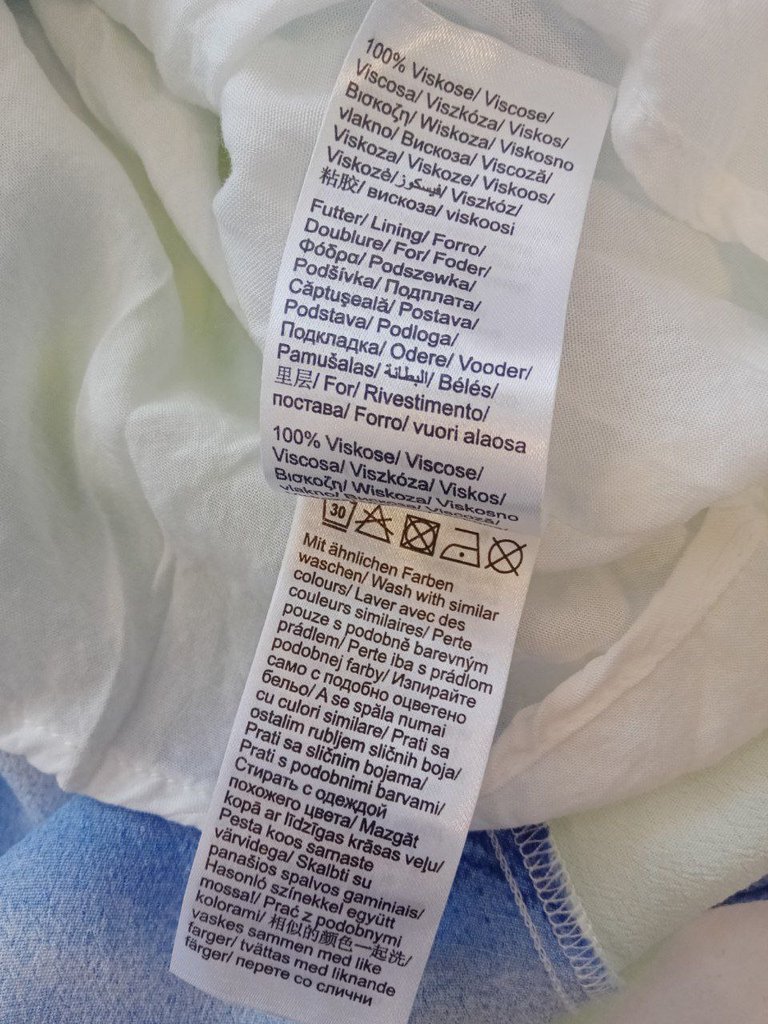 100% Viskose/ Viscose/
Viscosa/ Viszkóza/ Viskos/
Βισκοζη/ Wiskoza/ Viskosno
vlakno/ Вискоза/ Viscoză/
Viskoza/ Viskoze/ Viskoos/
Viskozė/ فيسكوز/ Viszkóz/
粘胶/ вискоза/ viskoosi
Futter/ Lining/ Forro/
Doublure/ For/ Foder/
Φόδρα/ Podszewka/
Podšívka/ Подплата/
Căptuşeală/ Postava/
Podstava/ Podloga/
Подкладка/ Odere/ Vooder/
Pamušalas/ البطانة/ Bélés/
里层/ For/ Rivestimento/
постава/ Forro/ vuori alaosa
100% Viskose/ Viscose/
Viscosa/ Viszkóza/ Viskos/
Βισκοζη/ Wiskoza/ Viskosno
vlakno/ Вискоза/ Viscoză/
30
Mit ähnlichen Farben
waschen/ Wash with similar
colours/ Laver avec des
couleurs similaires/ Perte
pouze s podobně barevným
prádlem/ Perte iba s prádlom
podobnej farby/ Изпирайте
само с подобно оцветено
бельо/ A se spăla numai
cu culori similare/ Prati sa
ostalim rubljem sličnih boja/
Prati sa sličnim bojama/
Prati s podobnimi barvami/
Стирать с одеждой
похожего цвета/ Mazgāt
kopā ar līdzīgas krāsas veļu/
Pesta koos samaste
värvidega/ Skalbti su
panašios spalvos gaminiais/
Hasonló színekkel együtt
mossa!/ Prać z podobnymi
kolorami/ 相似的颜色一起洗/
vaskes sammen med like
farger/ tvättas med liknande
färger/ перете со слични